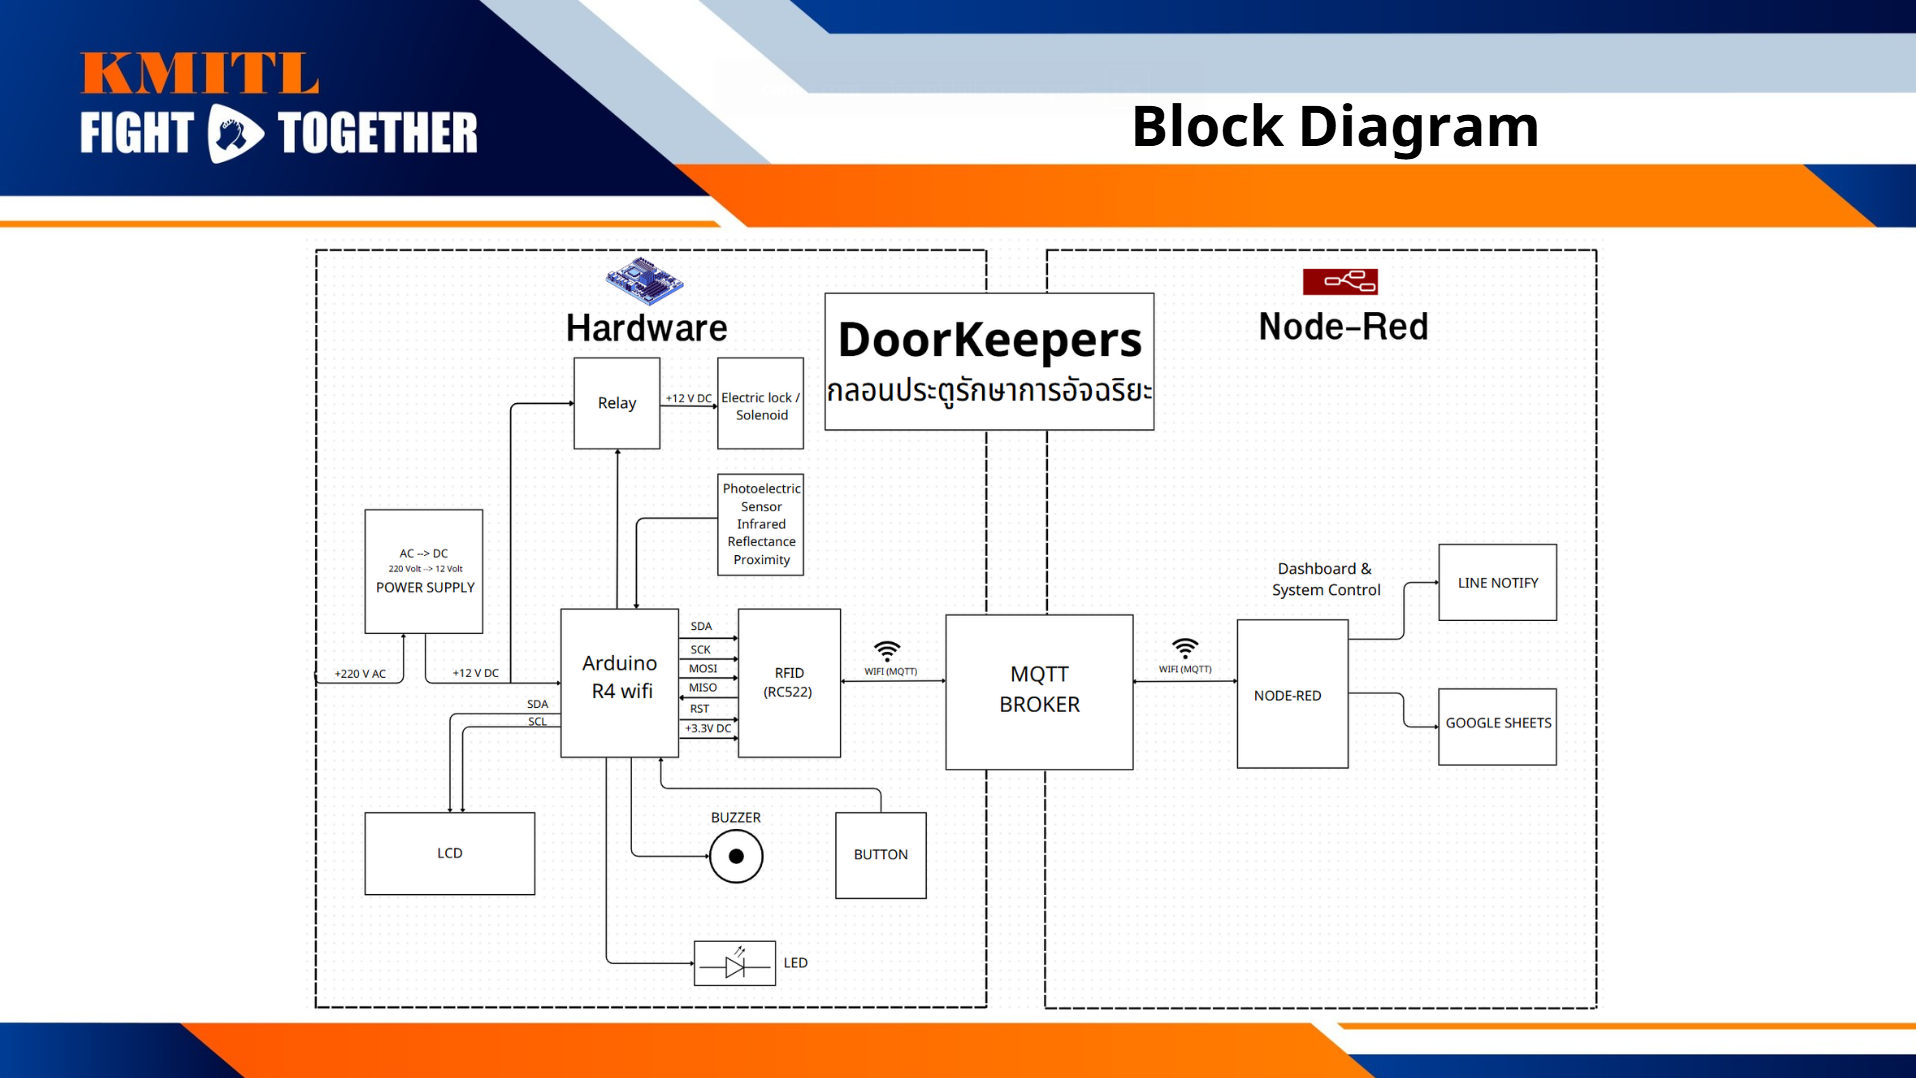 KMITL
FIGHT TOGETHER
Block Diagram
Hardware
DoorKeepers
กลอนประตูรักษาการอัจฉริยะ
Node-Red
Relay
+12 V DC
Electric lock /
Solenoid
Photoelectric
Sensor
Infrared
Reflectance
Proximity
AC --> DC
220 Volt --> 12 Volt
POWER SUPPLY
+220 V AC
+12 V DC
SDA
SCL
Arduino
R4 wifi
SDA
SCK
MOSI
MISO
RST
+3.3V DC
RFID
(RC522)
WIFI (MQTT)
MQTT
BROKER
WIFI (MQTT)
Dashboard &
System Control
NODE-RED
LINE NOTIFY
GOOGLE SHEETS
LCD
BUZZER
BUTTON
LED